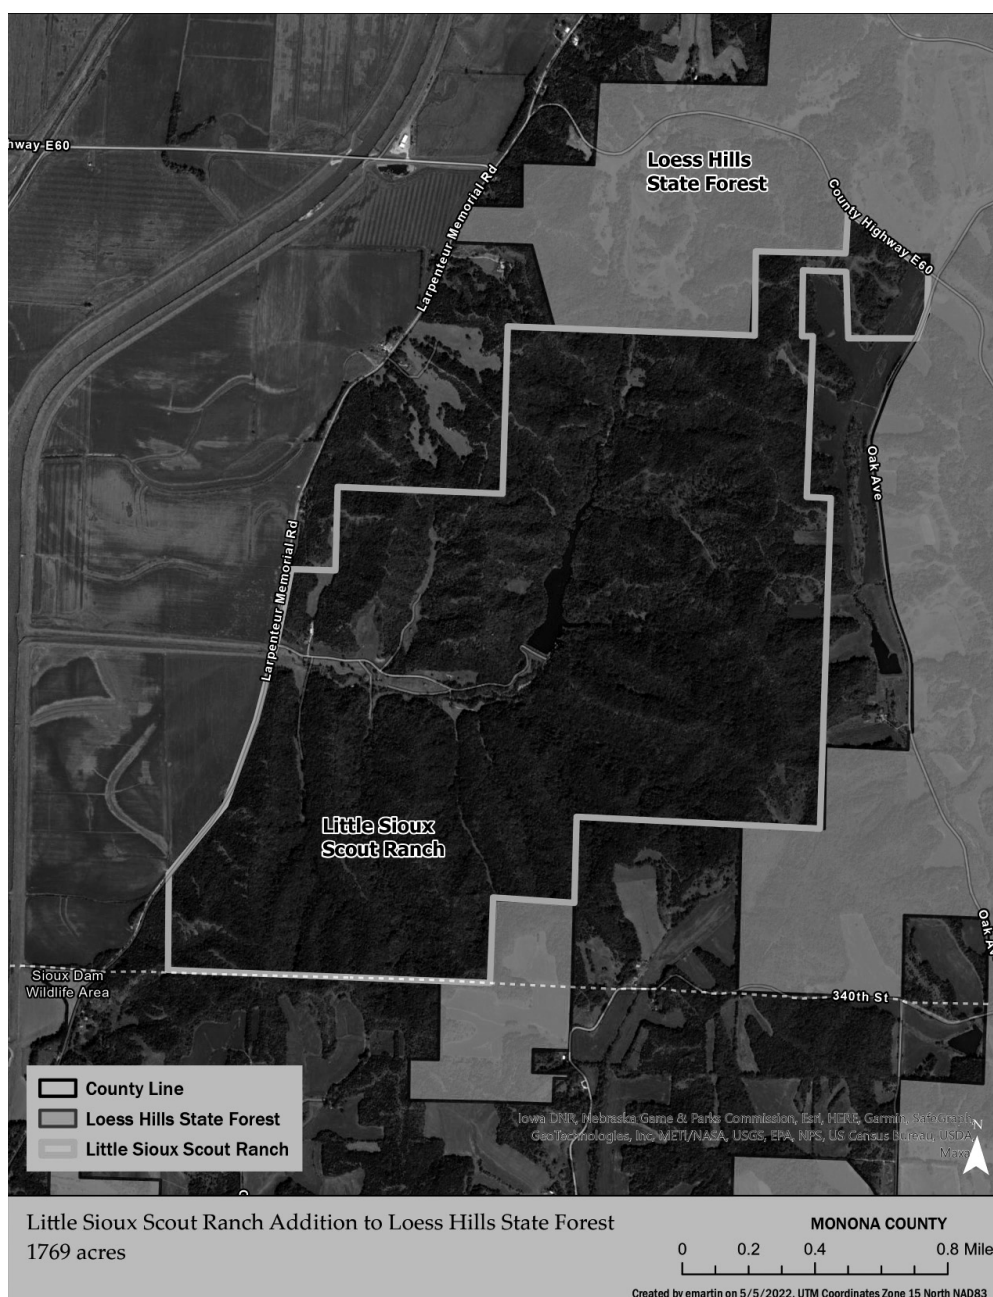 hway E60
Loess Hills
State Forest
Larpenteur Memorial Rd
County Highway E60
Oak Ave
Larpenteur Memorial Rd
Little Sioux
Scout Ranch
Oak Av
Sioux Dam
Wildlife Area
340th St
County Line
Loess Hills State Forest
Little Sioux Scout Ranch
Iowa DNR, Nebraska Game & Parks Commission, Esri, HERE, Garmin, SafeGraph,
GeoTechnologies, Inc, METI/NASA, USGS, EPA, NPS, US Census Bureau, USDA,
Maxar
N
Little Sioux Scout Ranch Addition to Loess Hills State Forest
1769 acres
MONONA COUNTY
0 0.2 0.4 0.8 Mile
Created by emartin on 5/5/2022. UTM Coordinates Zone 15 North NAD83